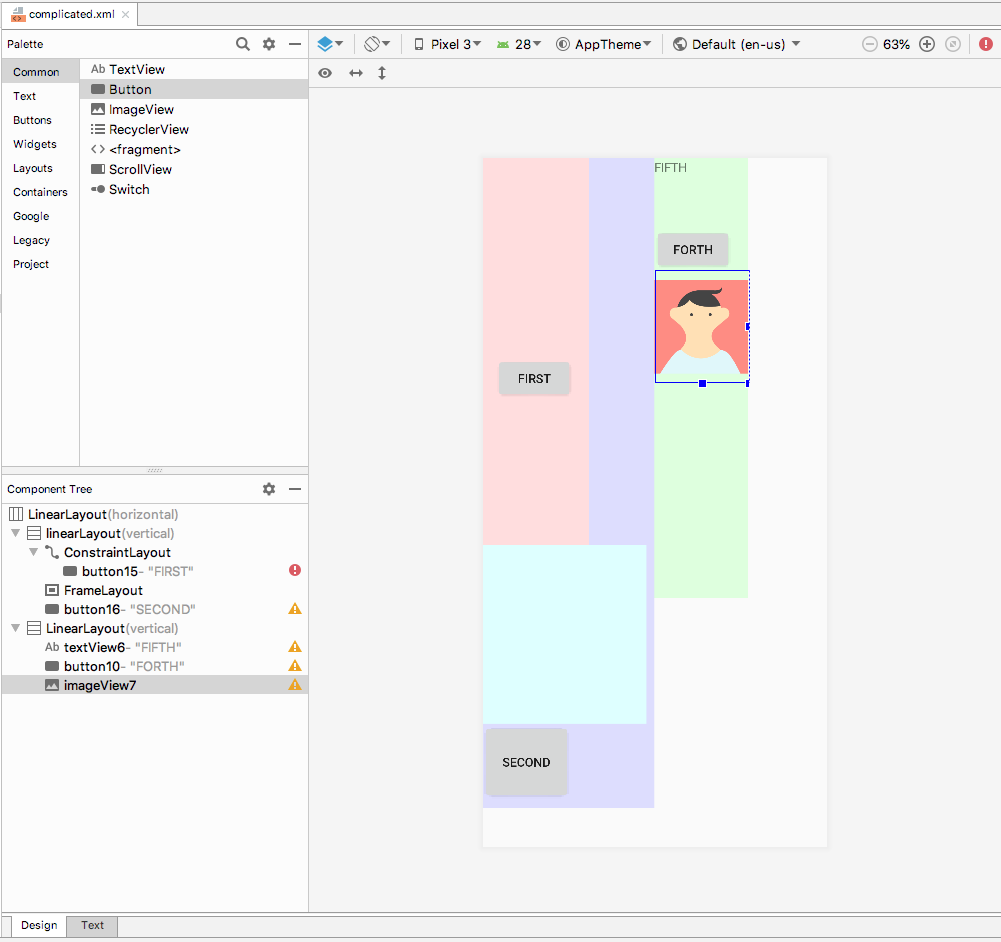 complicated.xml
Palette
Pixel 3
28
AppTheme
Default (en-us)
63%
Common
Text
Buttons
Widgets
Layouts
Containers
Google
Legacy
Project
Ab TextView
Button
ImageView
RecyclerView
<> <fragment>
ScrollView
Switch
Component Tree
LinearLayout(horizontal)
linearLayout(vertical)
ConstraintLayout
button15- "FIRST"
FrameLayout
button16- "SECOND"
LinearLayout(vertical)
Ab textView6- "FIFTH"
button10- "FORTH"
imageView7
FIFTH
FORTH
FIRST
SECOND
Design
Text